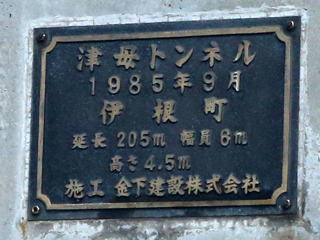 津母トンネル
1985年9月
伊根町
延長 205m 幅員 8m
高さ 4.5m
施工 金下建設株式会社